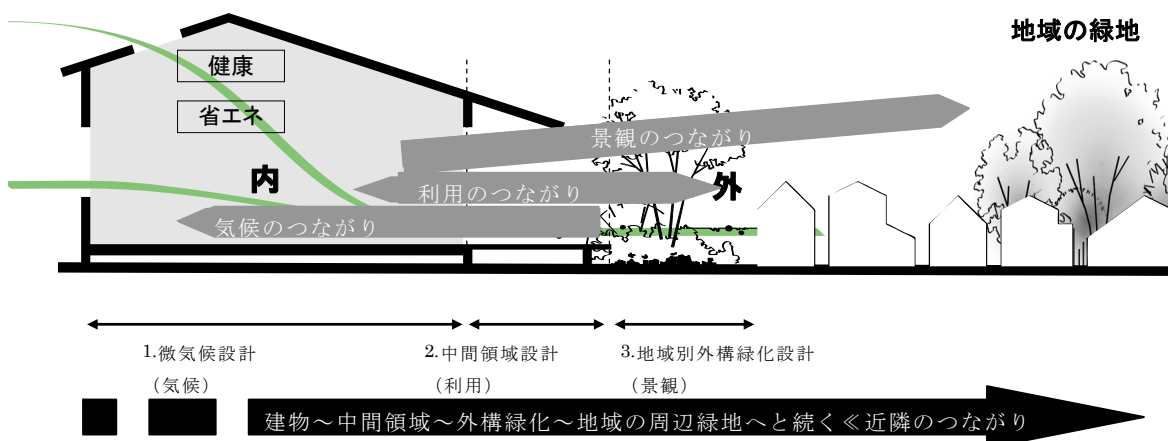 地域の緑地
健康
省エネ
景観のつながり
内
利用のつながり
外
気候のつながり
1.微気候設計
(気候)
2.中間領域設計
(利用)
3.地域別外構緑化設計
(景観)
建物～中間領域～外構緑化～地域の周辺緑地へと続く≪近隣のつながり